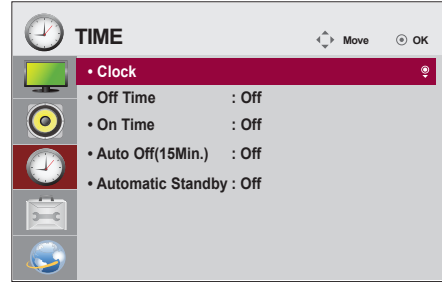 TIME
Move OK
• Clock
• Off Time : Off
• On Time : Off
• Auto Off(15Min.) : Off
• Automatic Standby : Off